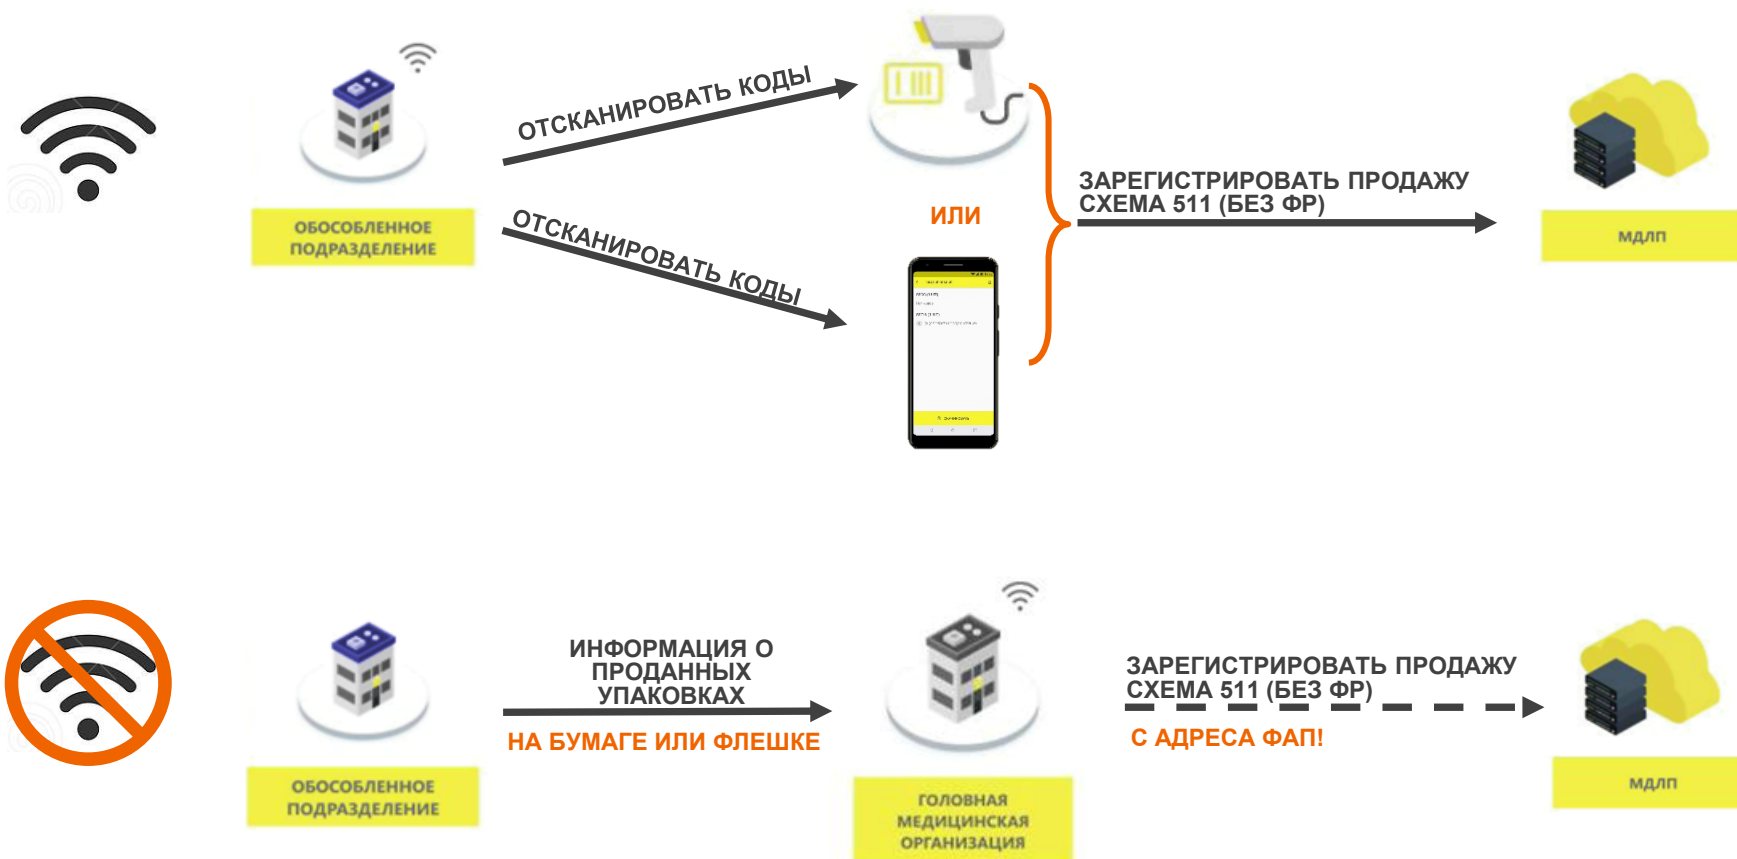 ОТСКАНИРОВАТЬ КОДЫ
ОБОСОБЛЕННОЕ
ПОДРАЗДЕЛЕНИЕ
ОТСКАНИРОВАТЬ КОДЫ
ИЛИ
ЗАРЕГИСТРИРОВАТЬ ПРОДАЖУ
СХЕМА 511 (БЕЗ ФР)
МДЛП
ИНФОРМАЦИЯ О
ПРОДАННЫХ
УПАКОВКАХ
НА БУМАГЕ ИЛИ ФЛЕШКЕ
ЗАРЕГИСТРИРОВАТЬ ПРОДАЖУ
СХЕМА 511 (БЕЗ ФР)
С АДРЕСА ФАП!
ОБОСОБЛЕННОЕ
ПОДРАЗДЕЛЕНИЕ
ГОЛОВНАЯ
МЕДИЦИНСКАЯ
ОРГАНИЗАЦИЯ
МДЛП